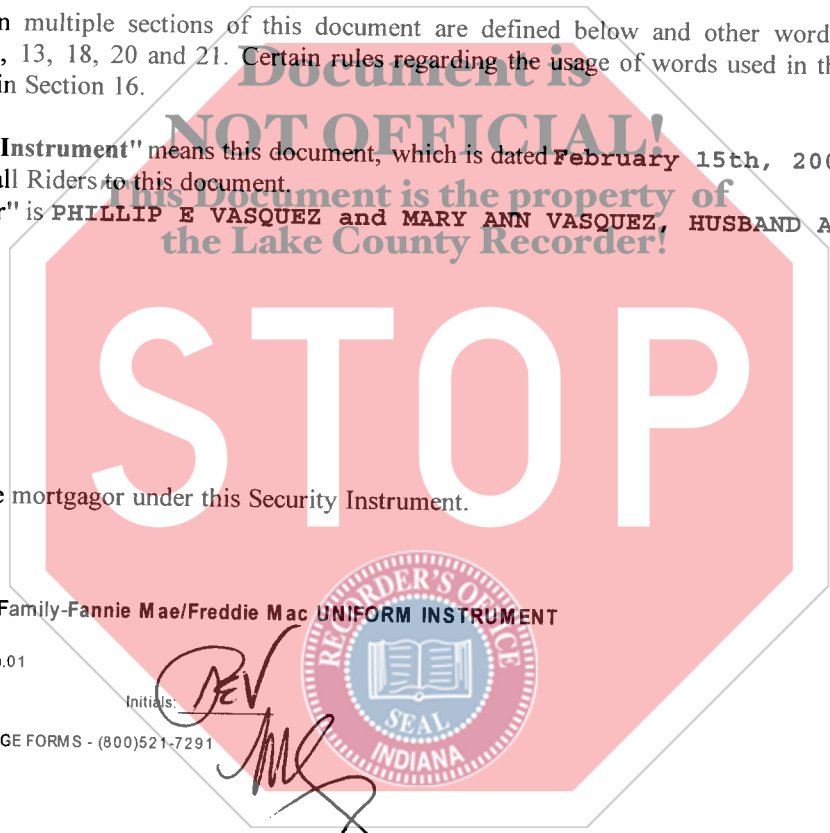 n multiple sections of this document are defined below and other word
, 13, 18, 20 and 21. Certain rules regarding the usage of words used in th
in Section 16.
Document is
NOT OFFICIAL!
Instrument" means this document, which is dated February 15th, 200
all Riders to this document.
This Document is the property of
r" is PHILLIP E VASQUEZ and MARY ANN VASQUEZ, HUSBAND A
the Lake County Recorder!
STOP
e mortgagor under this Security Instrument.
Family-Fannie Mae/Freddie Mac UNIFORM INSTRUMENT
.01
Initials: PEV
GE FORMS - (800)521-7291
RECORDER'S OFFICE
SEAL
INDIANA